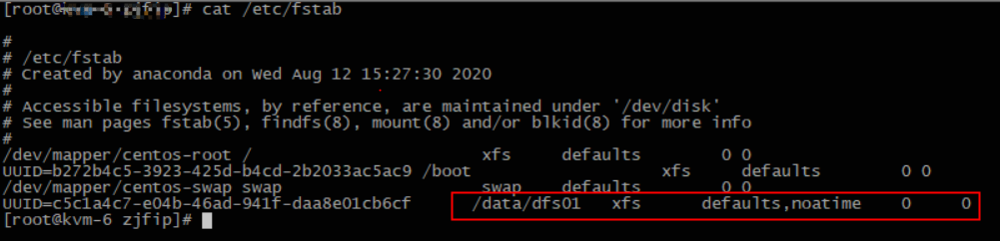 [root@kvm-6 zjfip]# cat /etc/fstab
#
# /etc/fstab
# Created by anaconda on Wed Aug 12 15:27:30 2020
#
# Accessible filesystems, by reference, are maintained under '/dev/disk'
# See man pages fstab(5), findfs(8), mount(8) and/or blkid(8) for more info
#
/dev/mapper/centos-root / xfs defaults 0 0
UUID=b272b4c5-3923-425d-b4cd-2b2033ac5ac9 /boot xfs defaults 0 0
/dev/mapper/centos-swap swap swap defaults 0 0
UUID=c5c1a4c7-e04b-46ad-941f-daa8e01cb6cf /data/dfs01 xfs defaults,noatime 0 0
[root@kvm-6 zjfip]#